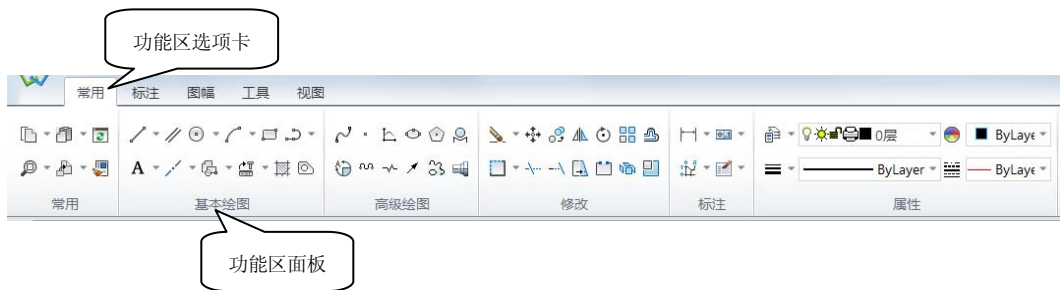 功能区选项卡
常用 标注 图幅 工具 视图
0层 ByLaye
A ByLayer ByLaye
常用 基本绘图 高级绘图 修改 标注 属性
功能区面板